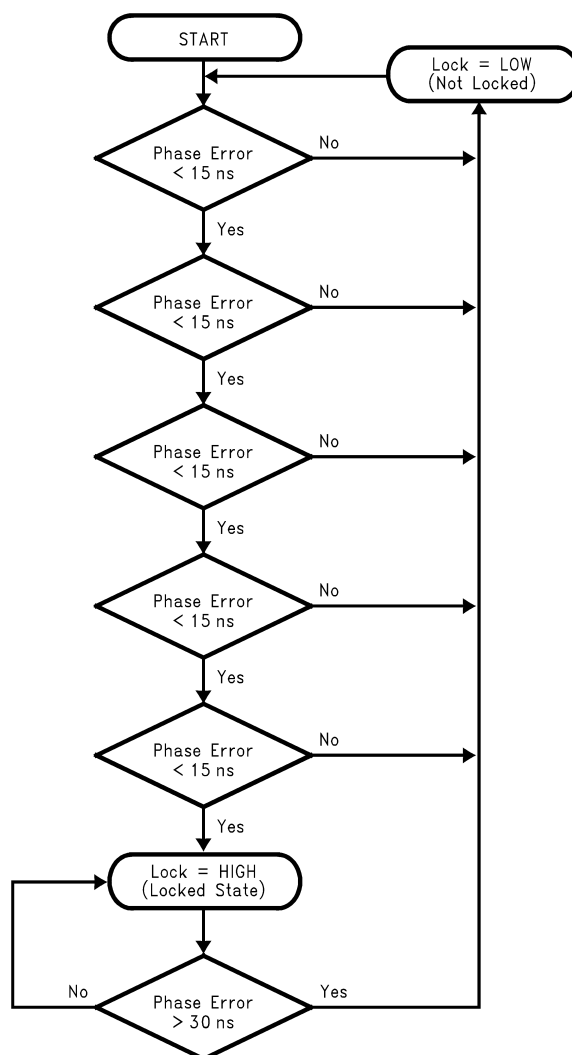 START
Lock = LOW
(Not Locked)
Phase Error
< 15 ns
No
Yes
Phase Error
< 15 ns
No
Yes
Phase Error
< 15 ns
No
Yes
Phase Error
< 15 ns
No
Yes
Phase Error
< 15 ns
No
Yes
Lock = HIGH
(Locked State)
No
Phase Error
> 30 ns
Yes